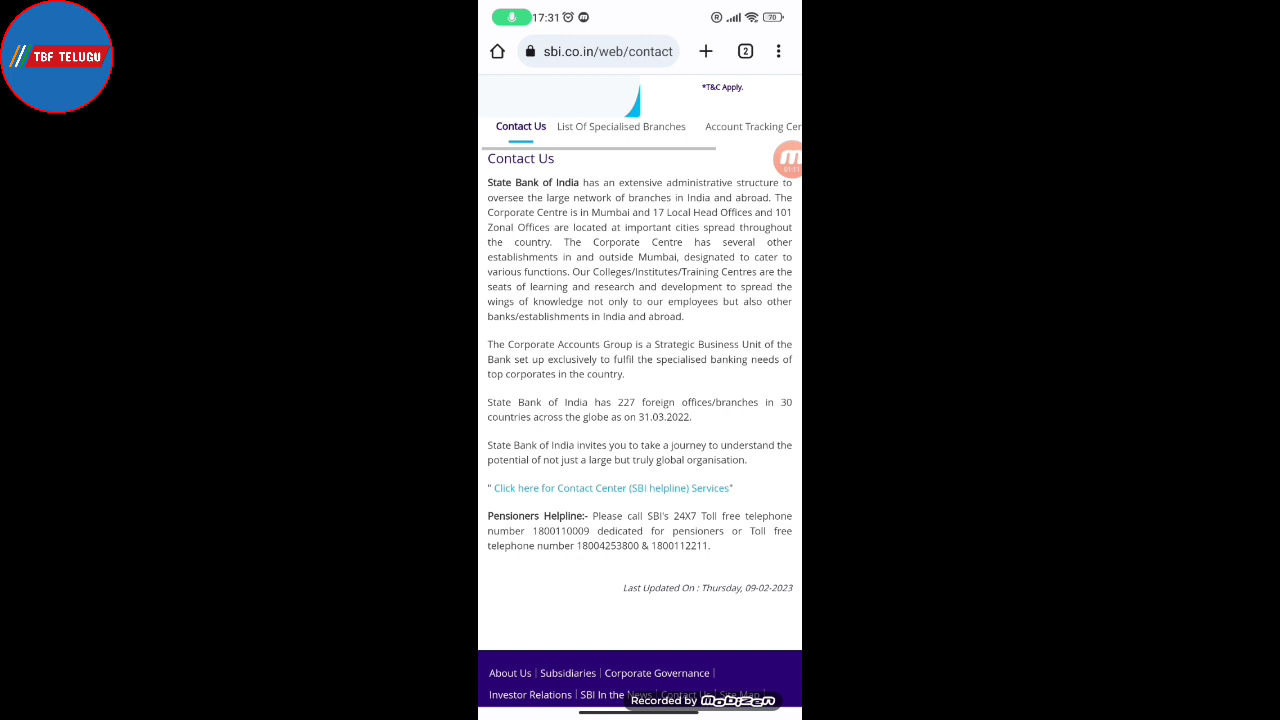 TBF TELUGU
17:31
R
70
sbi.co.in/web/contact
2
*T&C Apply.
Contact Us List Of Specialised Branches Account Tracking Cer
01:11
Contact Us
State Bank of India has an extensive administrative structure to
oversee the large network of branches in India and abroad. The
Corporate Centre is in Mumbai and 17 Local Head Offices and 101
Zonal Offices are located at important cities spread throughout
the country. The Corporate Centre has several other
establishments in and outside Mumbai, designated to cater to
various functions. Our Colleges/Institutes/Training Centres are the
seats of learning and research and development to spread the
wings of knowledge not only to our employees but also other
banks/establishments in India and abroad.
The Corporate Accounts Group is a Strategic Business Unit of the
Bank set up exclusively to fulfil the specialised banking needs of
top corporates in the country.
State Bank of India has 227 foreign offices/branches in 30
countries across the globe as on 31.03.2022.
State Bank of India invites you to take a journey to understand the
potential of not just a large but truly global organisation.
" Click here for Contact Center (SBI helpline) Services"
Pensioners Helpline:- Please call SBI's 24X7 Toll free telephone
number 1800110009 dedicated for pensioners or Toll free
telephone number 18004253800 & 1800112211.
Last Updated On : Thursday, 09-02-2023
About Us | Subsidiaries | Corporate Governance |
Investor Relations | SBI In the News | Contact Us | Site Map |
Recorded by mobizen